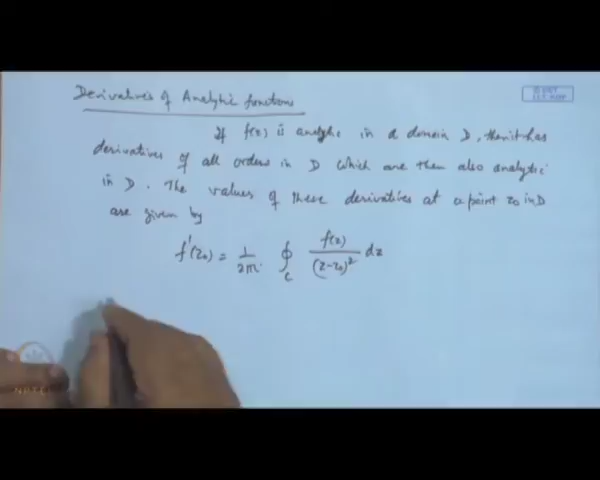 Derivatives of Analytic functions
If f(z) is analytic in a domain D, then it has
derivatives of all orders in D which are then also analytic
in D. The values of these derivatives at a point z₀ in D
are given by
f'(z₀) = 1/2πi ∮_C f(z)/(z-z₀)² dz